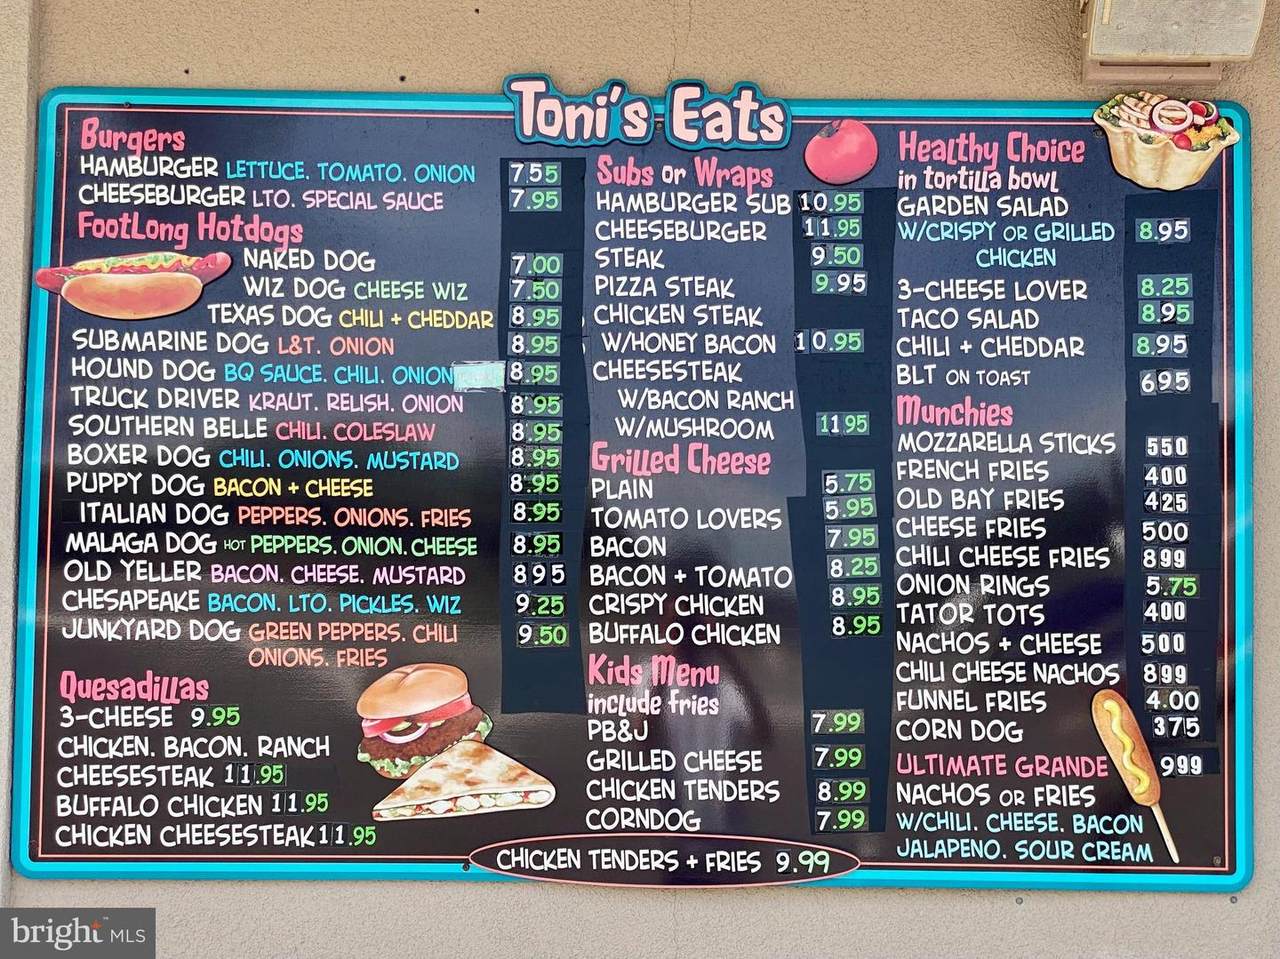 Toni's Eats
Burgers
HAMBURGER LETTUCE. TOMATO. ONION 7.55
CHEESEBURGER LTO. SPECIAL SAUCE 7.95
FootLong Hotdogs
NAKED DOG 7.00
WIZ DOG CHEESE WIZ 7.50
TEXAS DOG CHILI + CHEDDAR 8.95
SUBMARINE DOG L&T. ONION 8.95
HOUND DOG BQ SAUCE. CHILI. ONION 8.95
TRUCK DRIVER KRAUT. RELISH. ONION 8.95
SOUTHERN BELLE CHILI. COLESLAW 8.95
BOXER DOG CHILI. ONIONS. MUSTARD 8.95
PUPPY DOG BACON + CHEESE 8.95
ITALIAN DOG PEPPERS. ONIONS. FRIES 8.95
MALAGA DOG HOT PEPPERS. ONION. CHEESE 8.95
OLD YELLER BACON. CHEESE. MUSTARD 895
CHESAPEAKE BACON. LTO. PICKLES. WIZ 9.25
JUNKYARD DOG GREEN PEPPERS. CHILI 9.50
ONIONS. FRIES
Quesadillas
3-CHEESE 9.95
CHICKEN. BACON. RANCH
CHEESESTEAK 11.95
BUFFALO CHICKEN 11.95
CHICKEN CHEESESTEAK 11.95
Subs or Wraps
HAMBURGER SUB 10.95
CHEESEBURGER 11.95
STEAK 9.50
PIZZA STEAK 9.95
CHICKEN STEAK
W/HONEY BACON 10.95
CHEESESTEAK
W/BACON RANCH
W/MUSHROOM 1195
Grilled Cheese
PLAIN 5.75
TOMATO LOVERS 5.95
BACON 7.95
BACON + TOMATO 8.25
CRISPY CHICKEN 8.95
BUFFALO CHICKEN 8.95
Kids Menu
include fries
PB&J 7.99
GRILLED CHEESE 7.99
CHICKEN TENDERS 8.99
CORNDOG 7.99
CHICKEN TENDERS + FRIES 9.99
Healthy Choice
in tortilla bowl
GARDEN SALAD
W/CRISPY OR GRILLED 8.95
CHICKEN
3-CHEESE LOVER 8.25
TACO SALAD 8.95
CHILI + CHEDDAR 8.95
BLT ON TOAST 695
Munchies
MOZZARELLA STICKS 550
FRENCH FRIES 400
OLD BAY FRIES 425
CHEESE FRIES 500
CHILI CHEESE FRIES 899
ONION RINGS 5.75
TATOR TOTS 400
NACHOS + CHEESE 500
CHILI CHEESE NACHOS 899
FUNNEL FRIES 4.00
CORN DOG 375
ULTIMATE GRANDE 999
NACHOS OR FRIES
W/CHILI. CHEESE. BACON
JALAPENO. SOUR CREAM
bright MLS